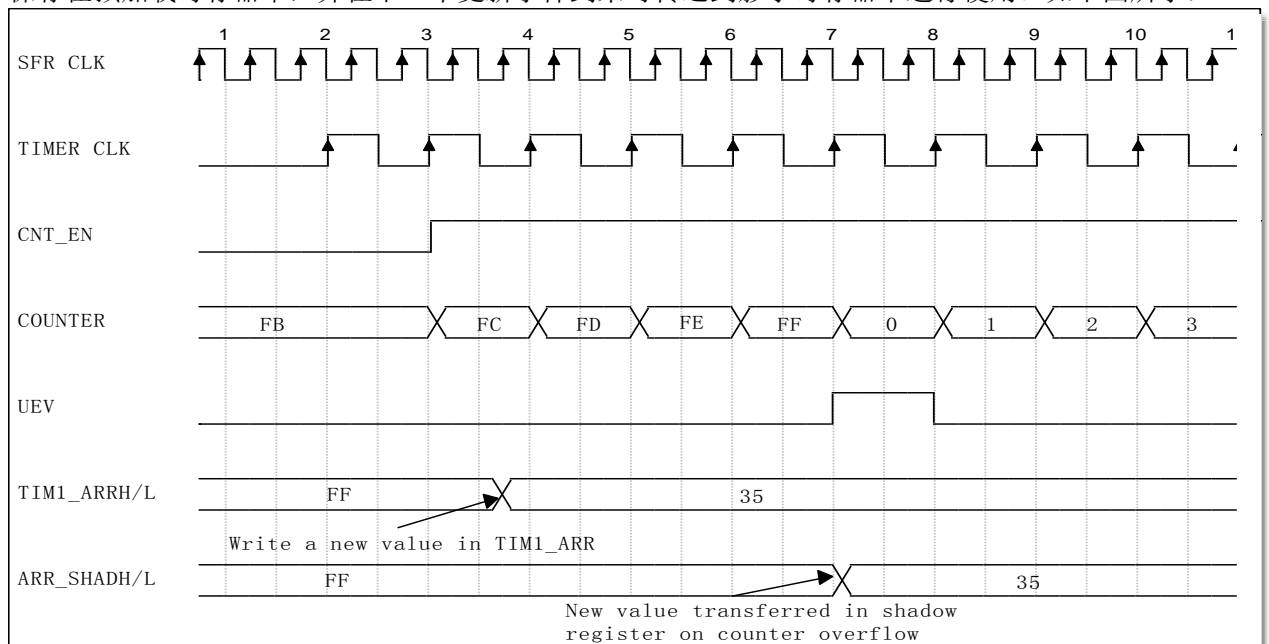 1 2 3 4 5 6 7 8 9 10 1
SFR CLK
TIMER CLK
CNT_EN
COUNTER FB FC FD FE FF 0 1 2 3
UEV
TIM1_ARRH/L FF 35
Write a new value in TIM1_ARR
ARR_SHADH/L FF 35
New value transferred in shadow
register on counter overflow